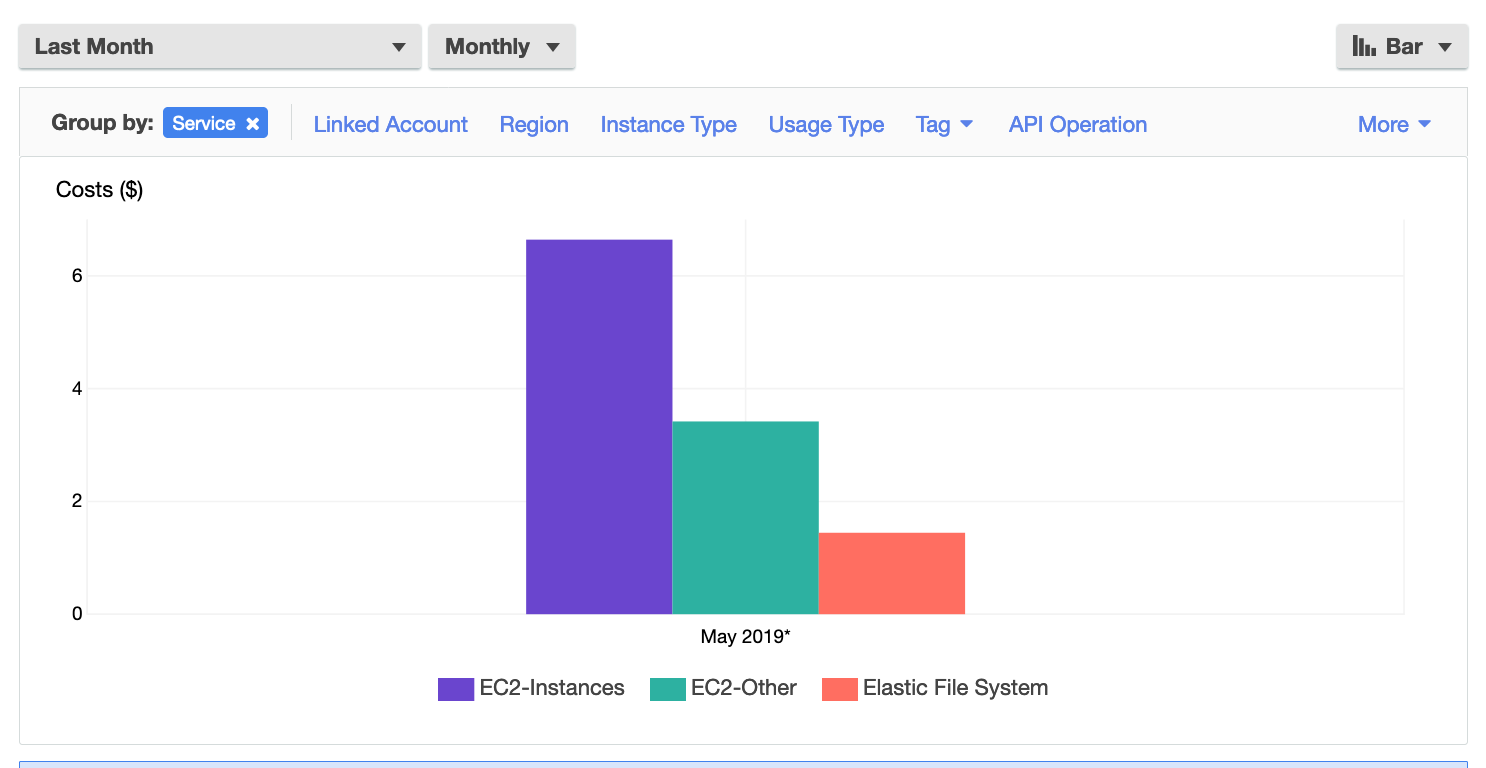 Last Month Monthly Bar
Group by: Service × Linked Account Region Instance Type Usage Type Tag API Operation More
Costs ($)
6
4
2
0
May 2019*
EC2-Instances EC2-Other Elastic File System